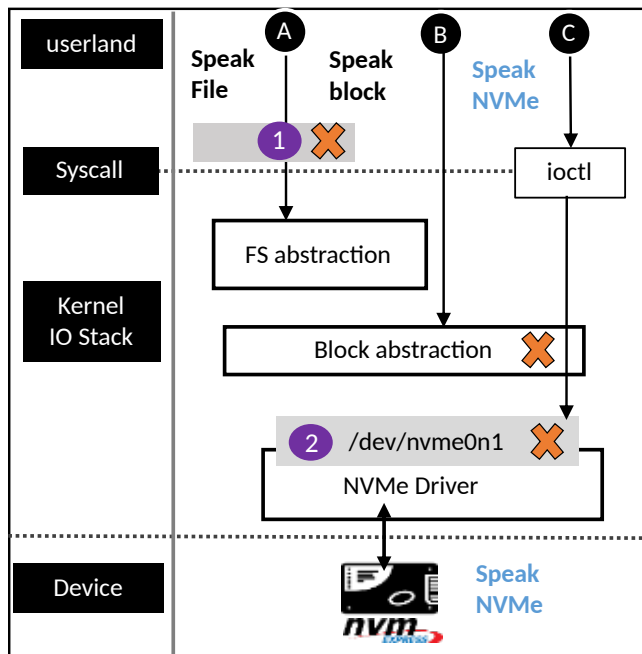 userland
A
B
C
Speak
File
Speak
block
Speak
NVMe
1
Syscall
ioctl
FS abstraction
Kernel
IO Stack
Block abstraction
2
/dev/nvme0n1
NVMe Driver
Device
Speak
NVMe
nvm
EXPRESS